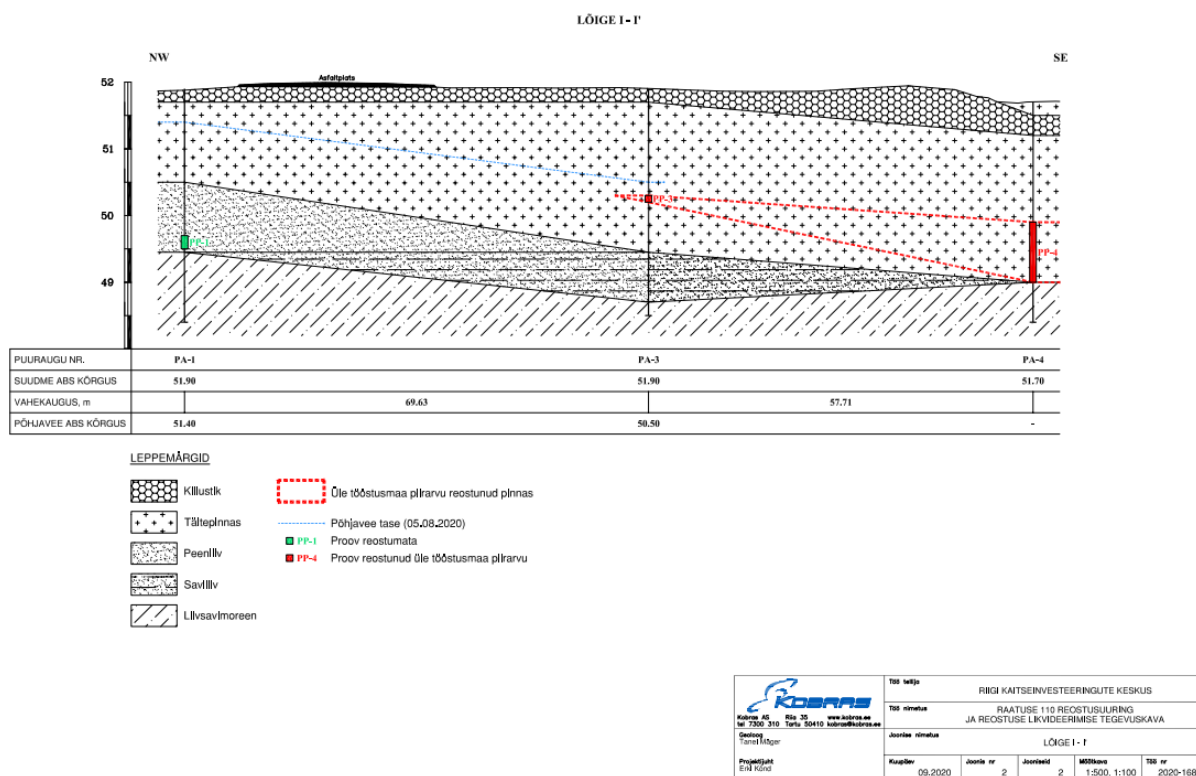 LÕIGE I - I'
NW
SE
Asfaltplats
52
51
50
49
PP-1
PP-3
PP-4
PUURAUGU NR.
PA-1
PA-3
PA-4
SUUDME ABS KÕRGUS
51.90
51.90
51.70
VAHEKAUGUS, m
69.63
57.71
PÕHJAVEE ABS KÕRGUS
51.40
50.50
-
LEPPEMÄRGID
Killustik
Täitepinnas
Peenliiv
Saviliiv
Liivsavimoreen
Üle tööstusmaa piirarvu reostunud pinnas
Põhjavee tase (05.08.2020)
PP-1 Proov reostumata
PP-4 Proov reostunud üle tööstusmaa piirarvu
KOBRAS
Kobras AS Riia 35 www.kobras.ee
tel 7300 310 Tartu 50410 kobras@kobras.ee
Geoloog
Tanel Mäger
Projektijuht
Erki Kõnd
Töö tellija
RIIGI KAITSEINVESTEERINGUTE KESKUS
Töö nimetus
RAATUSE 110 REOSTUSUURING
JA REOSTUSE LIKVIDEERIMISE TEGEVUSKAVA
Joonise nimetus
LÕIGE I - I'
Kuupäev
09.2020
Joonis nr
2
Jooniseid
2
Mõõtkava
1:500, 1:100
Töö nr
2020-168